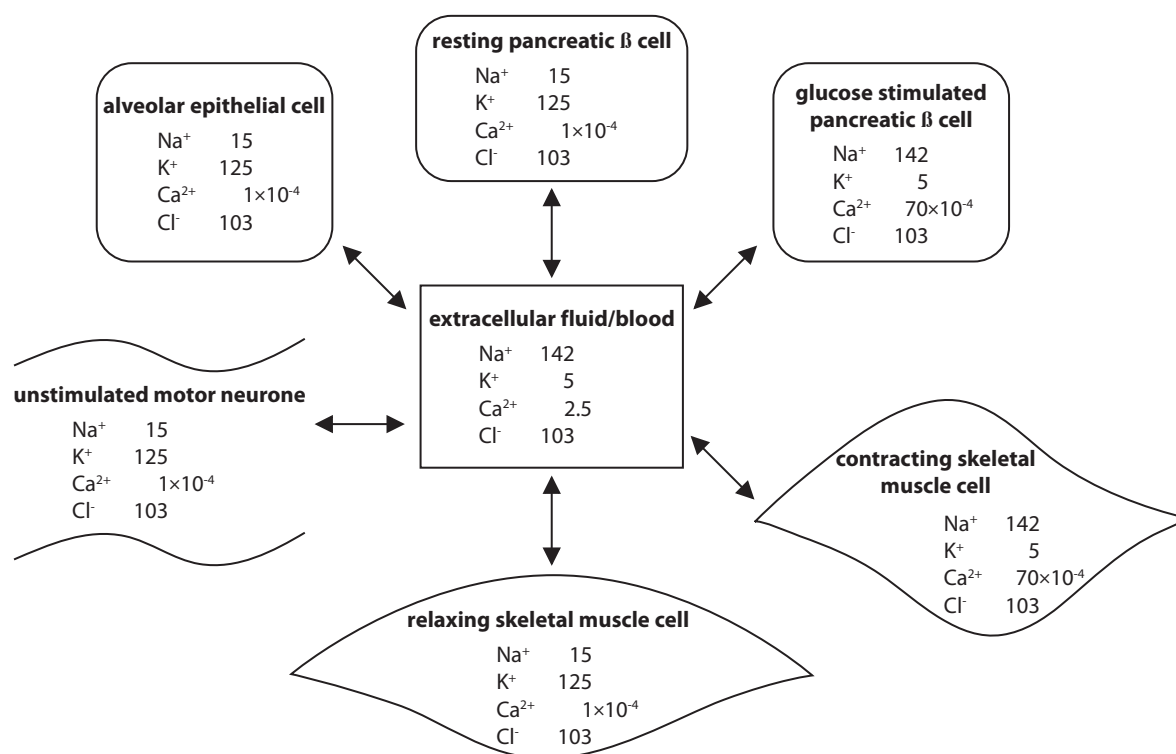 resting pancreatic ß cell
Na⁺ 15
K⁺ 125
Ca²⁺ 1×10⁻⁴
Cl⁻ 103
alveolar epithelial cell
Na⁺ 15
K⁺ 125
Ca²⁺ 1×10⁻⁴
Cl⁻ 103
glucose stimulated
pancreatic ß cell
Na⁺ 142
K⁺ 5
Ca²⁺ 70×10⁻⁴
Cl⁻ 103
extracellular fluid/blood
Na⁺ 142
K⁺ 5
Ca²⁺ 2.5
Cl⁻ 103
unstimulated motor neurone
Na⁺ 15
K⁺ 125
Ca²⁺ 1×10⁻⁴
Cl⁻ 103
contracting skeletal
muscle cell
Na⁺ 142
K⁺ 5
Ca²⁺ 70×10⁻⁴
Cl⁻ 103
relaxing skeletal muscle cell
Na⁺ 15
K⁺ 125
Ca²⁺ 1×10⁻⁴
Cl⁻ 103